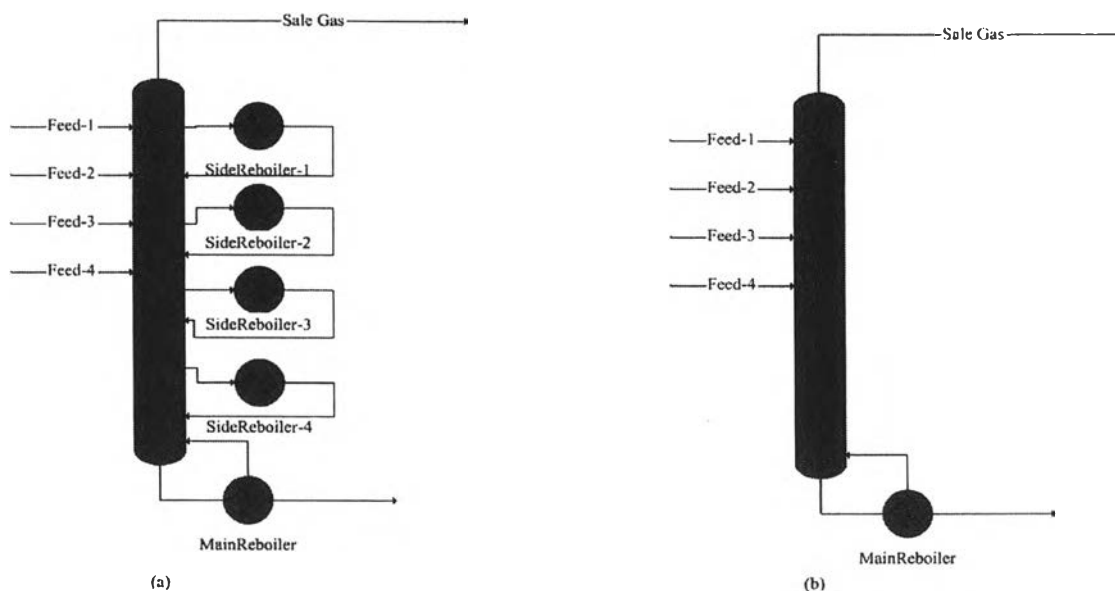 Sale Gas
Feed-1
SideReboiler-1
Feed-2
Feed-3
SideReboiler-2
Feed-4
SideReboiler-3
SideReboiler-4
MainReboiler
(a)
Sale Gas
Feed-1
Feed-2
Feed-3
Feed-4
MainReboiler
(b)